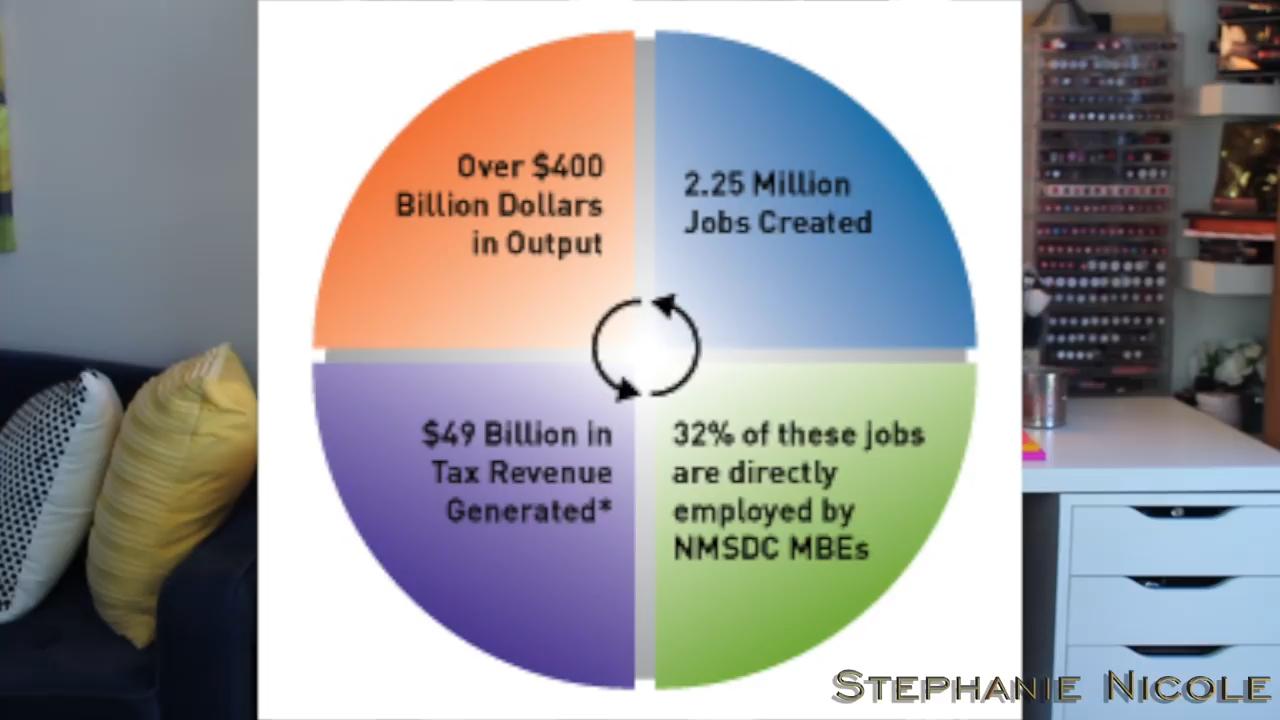 Over $400
Billion Dollars
in Output
2.25 Million
Jobs Created
$49 Billion in
Tax Revenue
Generated*
32% of these jobs
are directly
employed by
NMSDC MBEs
STEPHANIE NICOLE